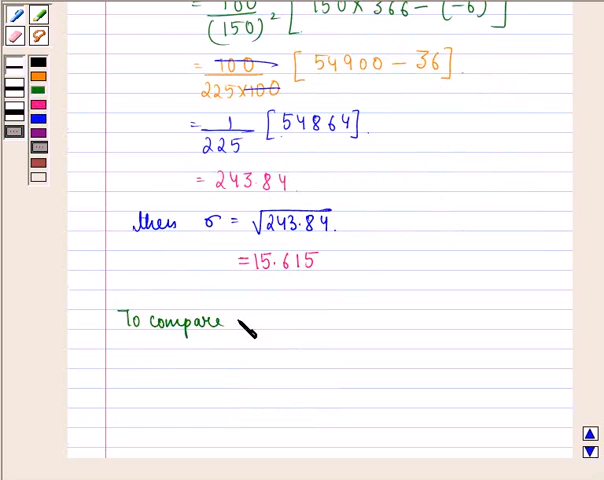 = 100/(150)² [ 150 × 366 - (-6)² ]
= 100/225×100 [ 54900 - 36 ].
= 1/225 [ 54864 ].
= 243.84.
then σ = √243.84.
= 15.615
To compare